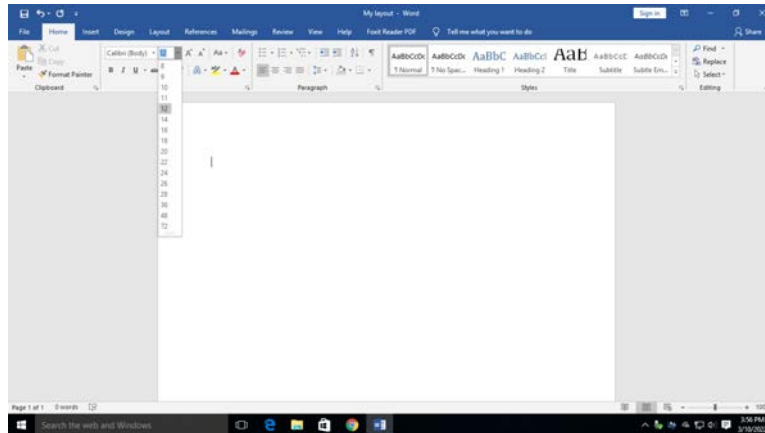 My layout - Word
Sign in
File Home Insert Design Layout References Mailings Review View Help Foxit Reader PDF Tell me what you want to do Share
Cut
Copy
Paste Format Painter
Clipboard
Calibri (Body)
B I U
Aa
Paragraph
AaBbCcDc AaBbCcDc AaBbC AaBbCcl AaB AaBbCcC AaBbCcDt
¶ Normal ¶ No Spac... Heading 1 Heading 2 Title Subtitle Subtle Em...
Styles
Find
Replace
Select
Editing
8
9
10
11
12
14
16
18
20
22
24
26
28
36
48
72
Page 1 of 1 0 words
Search the web and Windows
3:56 PM